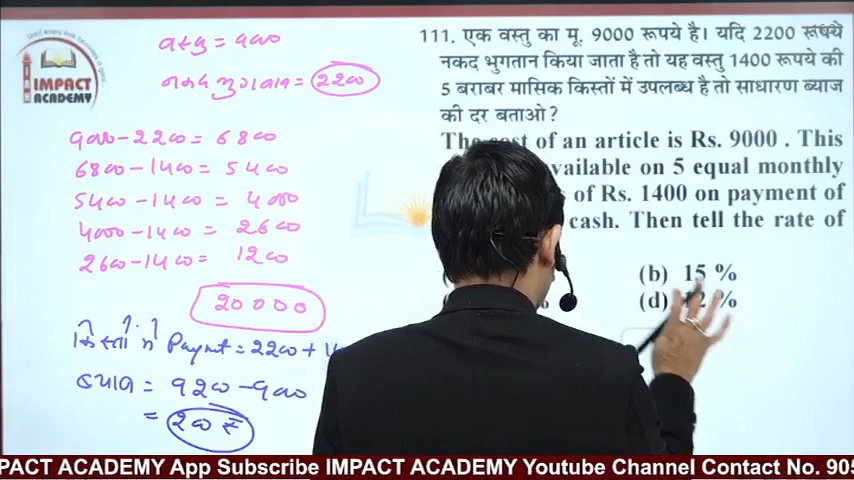 IMPACT
ACADEMY
वस्तु = 9000
नकद भुगतान = 2200
9000 - 2200 = 6800
6800 - 1400 = 5400
5400 - 1400 = 4000
4000 - 1400 = 2600
2600 - 1400 = 1200
20000
किस्तों में Payment = 2200 +
ब्याज = 9200 - 9000
= 200 ₹
111. एक वस्तु का मू. 9000 रूपये है। यदि 2200 रूपये
नकद भुगतान किया जाता है तो यह वस्तु 1400 रूपये की
5 बराबर मासिक किस्तों में उपलब्ध है तो साधारण ब्याज
की दर बताओ ?
The cost of an article is Rs. 9000 . This
available on 5 equal monthly
of Rs. 1400 on payment of
cash. Then tell the rate of
(b) 15 %
(d) 12 %
PACT ACADEMY App Subscribe IMPACT ACADEMY Youtube Channel Contact No. 905